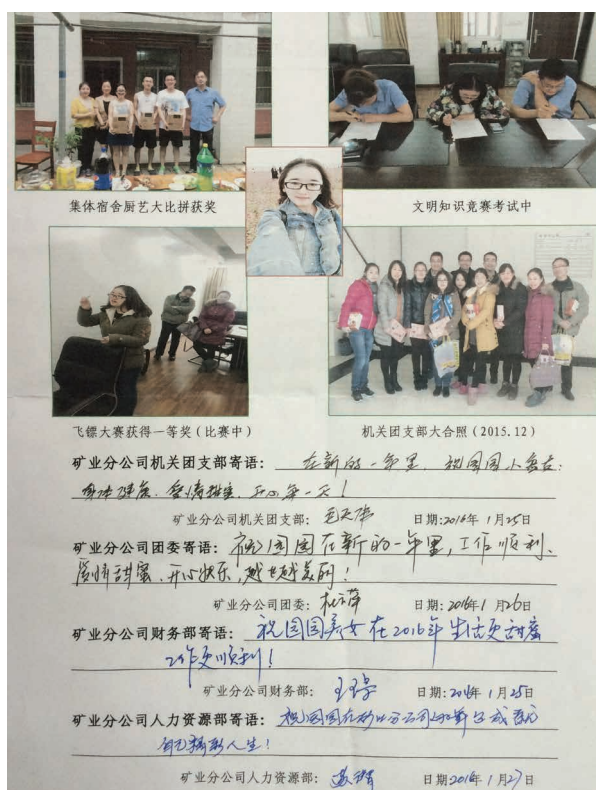 集体宿舍厨艺大比拼获奖
文明知识竞赛考试中
飞镖大赛获得一等奖(比赛中)
机关团支部大合照(2015.12)
矿业分公司机关团支部寄语: 在新的一年里,祝园园小寿星:
身体健康、爱情甜蜜、开心每一天!
矿业分公司机关团支部: 日期:2016年1月25日
矿业分公司团委寄语: 祝园园在新的一年里,工作顺利、
爱情甜蜜、开心快乐,越来越美丽!
矿业分公司团委: 日期:2016年1月26日
矿业分公司财务部寄语: 祝园园美女在2016年生活更甜蜜
工作更顺利!
矿业分公司财务部: 日期:2016年1月25日
矿业分公司人力资源部寄语: 祝园园在矿业分公司的舞台
精彩人生!
矿业分公司人力资源部: 日期2016年1月27日